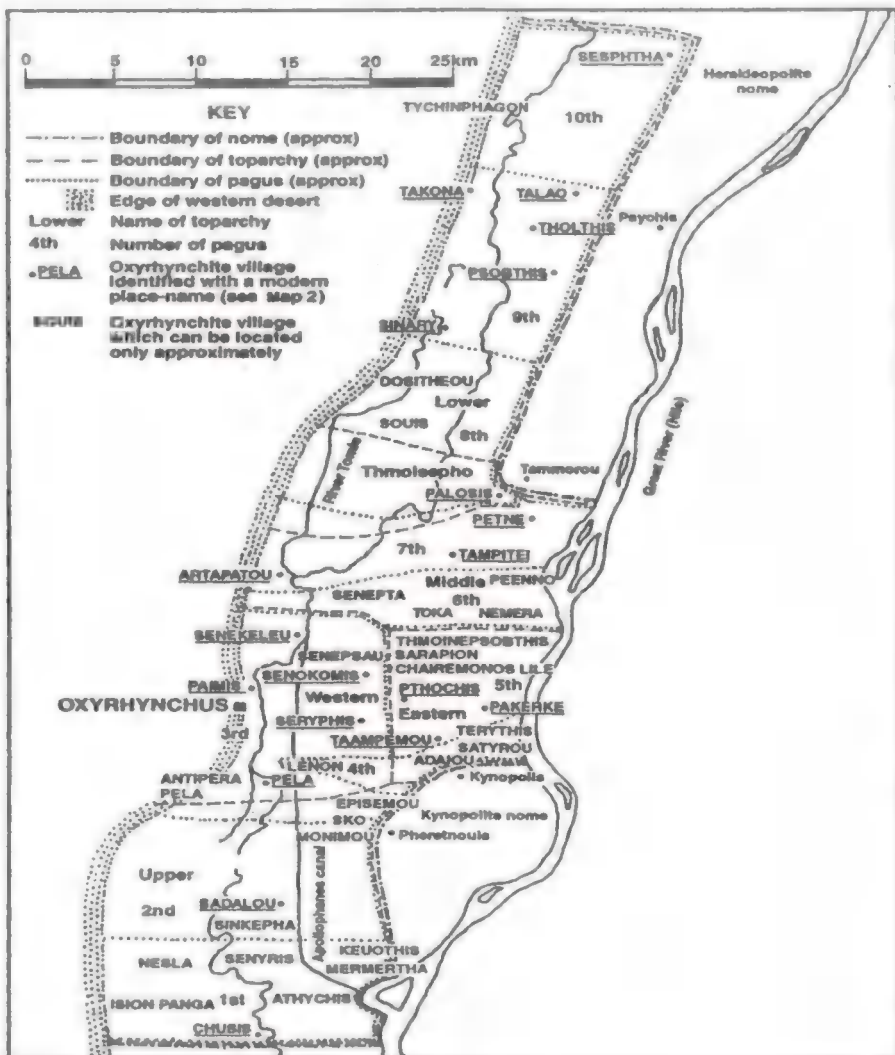 0 5 10 15 20 25km
KEY
Boundary of nome (approx)
Boundary of toparchy (approx)
Boundary of pagus (approx)
Edge of western desert
Lower Name of toparchy
4th Number of pagus
PELA Oxyrhynchite village
identified with a modern
place-name (see Map 2)
SOUIS Oxyrhynchite village
which can be located
only approximately
SESPHTHA
Herakleopolite
nome
TYCHINPHAGON
10th
TAKONA
TALAO
THOLTHIS
Psychis
PSOBTHIS
9th
SINARY
DOSITHEOU
Lower
SOUIS
8th
River Tomis
Thmoisepho
Tammorou
Great River (Nile)
PALOSIS
PETNE
7th
TAMPITEI
ARTAPATOU
Middle
PEENNO
SENEPTA
6th
TOKA
NEMERA
SENEKELEU
THMOINEPSOBTHIS
SENEPSAU
SARAPION
CHAIREMONOS
SENOKOMIS
5th
PAIMIS
Western
PTHOCHIS
OXYRHYNCHUS
Eastern
PAKERKE
3rd
SERYPHIS
TERYTHIS
TAAMPEMOU
SATYROU
ADAIOU
LENON
4th
Kynopolis
ANTIPERA
PELA
PELA
EPISEMOU
Kynopolite nome
SKO
MONIMOU
Pheretnouis
Upper
Apollophanes canal
2nd
SADALOU
SINKEPHA
KEUOTHIS
NESLA
SENYRIS
MERMERTHA
ISION PANGA
1st
ATHYCHIS
CHUSIS